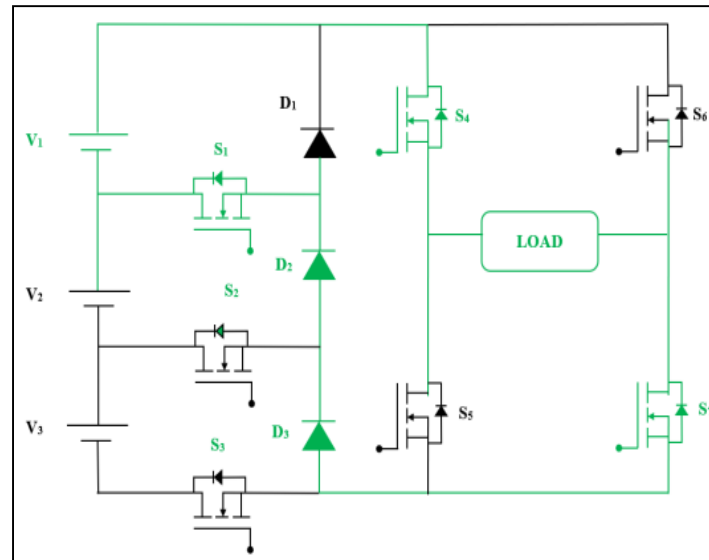 D₁
S₄
S₆
V₁
S₁
LOAD
D₂
V₂
S₂
V₃
D₃
S₅
S₃